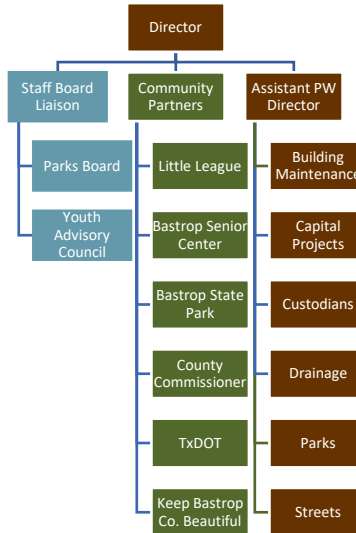 Director
Staff Board
Liaison
Community
Partners
Assistant PW
Director
Parks Board
Youth
Advisory
Council
Little League
Bastrop Senior
Center
Bastrop State
Park
County
Commissioner
TxDOT
Keep Bastrop
Co. Beautiful
Building
Maintenance
Capital
Projects
Custodians
Drainage
Parks
Streets